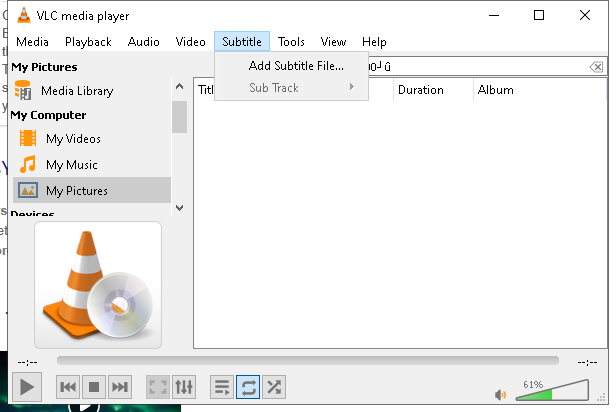 VLC media player
Media Playback Audio Video Subtitle Tools View Help
My Pictures
Media Library
My Computer
My Videos
My Music
My Pictures
Devices
Add Subtitle File...
Sub Track
Duration Album
--:-- --:--
61%